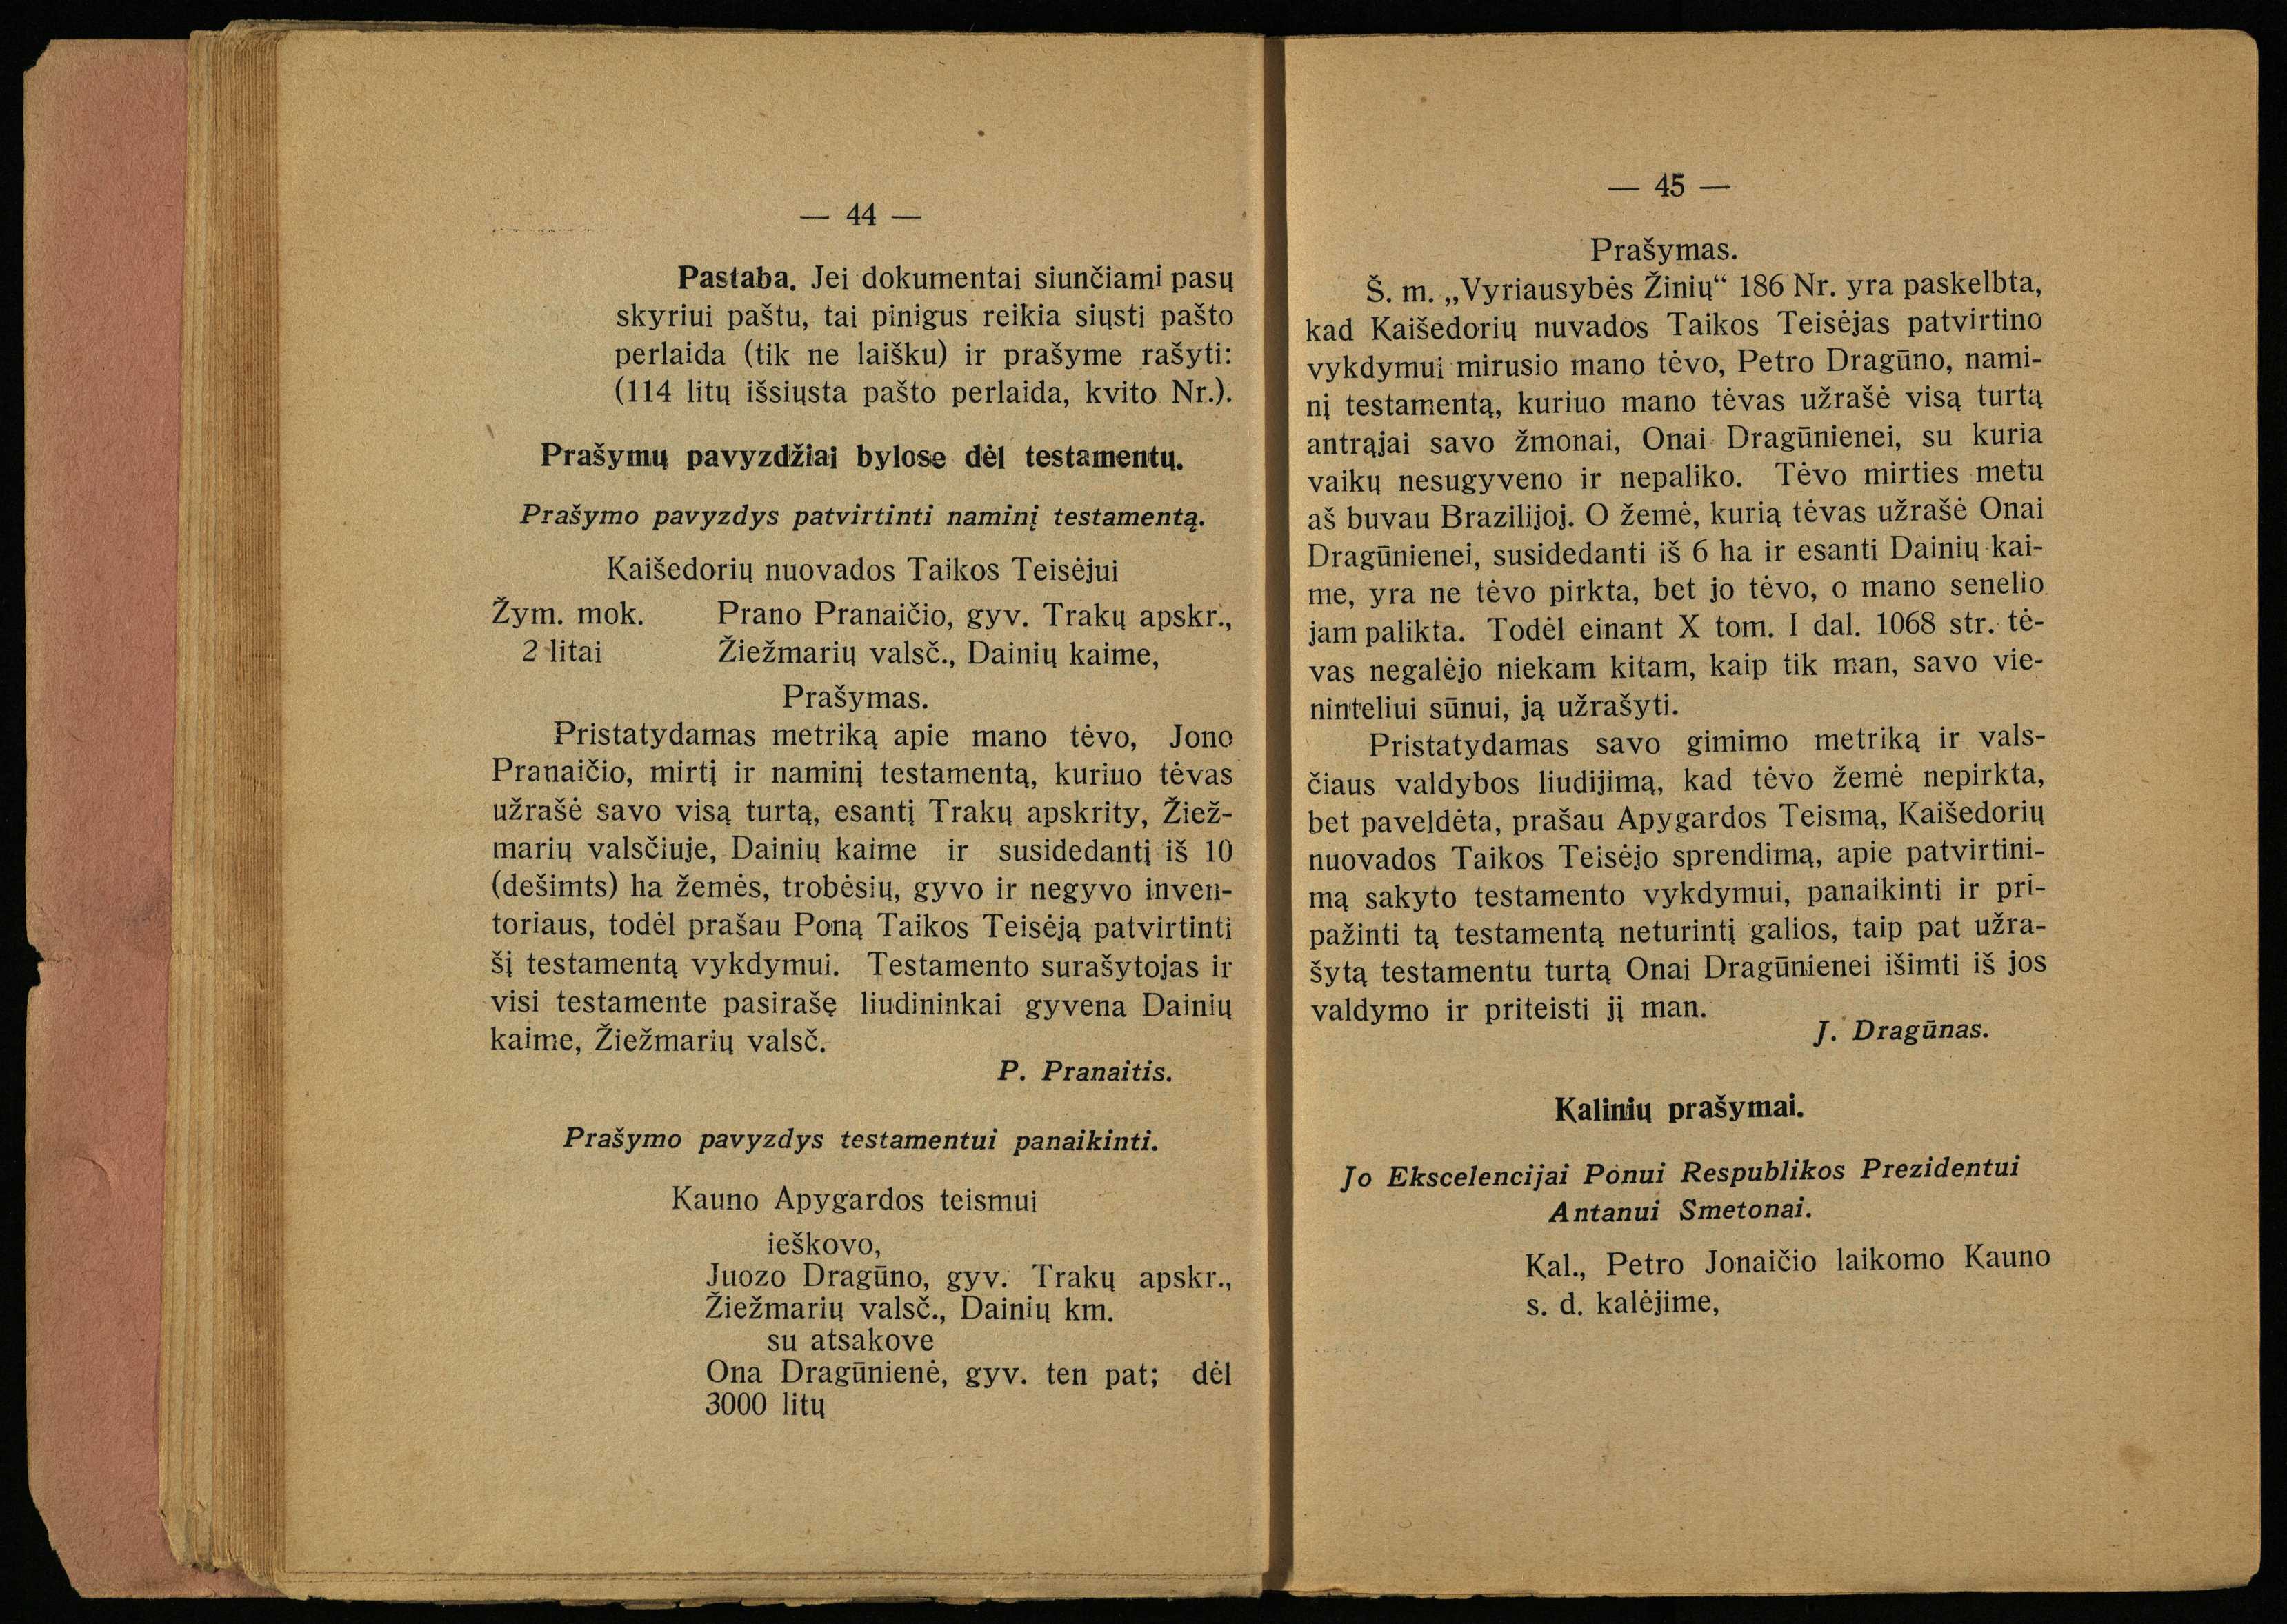 — 44 —
Pastaba. Jei dokumentai siunčiami pasų
skyriui paštu, tai pinigus reikia siųsti pašto
perlaida (tik ne laišku) ir prašyme rašyti:
(114 litų išsiųsta pašto perlaida, kvito Nr.).
Prašymų pavyzdžiai bylose dėl testamentų.
Prašymo pavyzdys patvirtinti naminį testamentą.
Kaišedorių nuovados Taikos Teisėjui
Žym. mok. Prano Pranaičio, gyv. Trakų apskr.,
2 litai Žiežmarių valsč., Dainių kaime,
Prašymas.
Pristatydamas metriką apie mano tėvo, Jono
Pranaičio, mirtį ir naminį testamentą, kuriuo tėvas
užrašė savo visą turtą, esantį Trakų apskrity, Žiež-
marių valsčiuje, Dainių kaime ir susidedantį iš 10
(dešimts) ha žemės, trobėsių, gyvo ir negyvo inven-
toriaus, todėl prašau Poną Taikos Teisėją patvirtinti
šį testamentą vykdymui. Testamento surašytojas ir
visi testamente pasirašę liudininkai gyvena Dainių
kaime, Žiežmarių valsč.
P. Pranaitis.
Prašymo pavyzdys testamentui panaikinti.
Kauno Apygardos teismui
ieškovo,
Juozo Dragūno, gyv. Trakų apskr.,
Žiežmarių valsč., Dainių km.
su atsakove
Ona Dragūnienė, gyv. ten pat; dėl
3000 litų
— 45 —
Prašymas.
Š. m. „Vyriausybės Žinių“ 186 Nr. yra paskelbta,
kad Kaišedorių nuvados Taikos Teisėjas patvirtino
vykdymui mirusio mano tėvo, Petro Dragūno, nami-
nį testamentą, kuriuo mano tėvas užrašė visą turtą
antrąjai savo žmonai, Onai Dragūnienei, su kuria
vaikų nesugyveno ir nepaliko. Tėvo mirties metu
aš buvau Brazilijoj. O žemė, kurią tėvas užrašė Onai
Dragūnienei, susidedanti iš 6 ha ir esanti Dainių kai-
me, yra ne tėvo pirkta, bet jo tėvo, o mano senelio
jam palikta. Todėl einant X tom. I dal. 1068 str. tė-
vas negalėjo niekam kitam, kaip tik man, savo vie-
ninteliui sūnui, ją užrašyti.
Pristatydamas savo gimimo metriką ir vals-
čiaus valdybos liudijimą, kad tėvo žemė nepirkta,
bet paveldėta, prašau Apygardos Teismą, Kaišedorių
nuovados Taikos Teisėjo sprendimą, apie patvirtini-
mą sakyto testamento vykdymui, panaikinti ir pri-
pažinti tą testamentą neturintį galios, taip pat užra-
šytą testamentu turtą Onai Dragūnienei išimti iš jos
valdymo ir priteisti jį man.
J. Dragūnas.
Kalinių prašymai.
Jo Ekscelencijai Ponui Respublikos Prezidentui
Antanui Smetonai.
Kal., Petro Jonaičio laikomo Kauno
s. d. kalėjime,